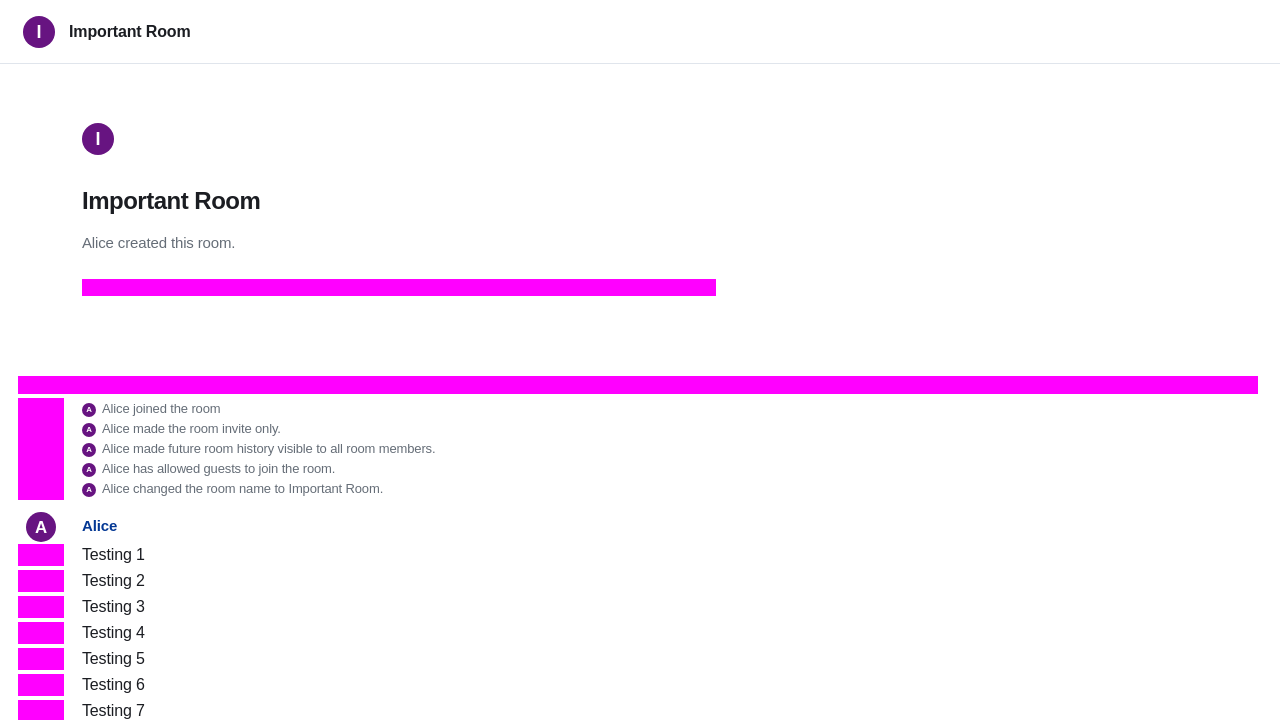 I Important Room
I
Important Room
Alice created this room.
A Alice joined the room
A Alice made the room invite only.
A Alice made future room history visible to all room members.
A Alice has allowed guests to join the room.
A Alice changed the room name to Important Room.
A Alice
Testing 1
Testing 2
Testing 3
Testing 4
Testing 5
Testing 6
Testing 7